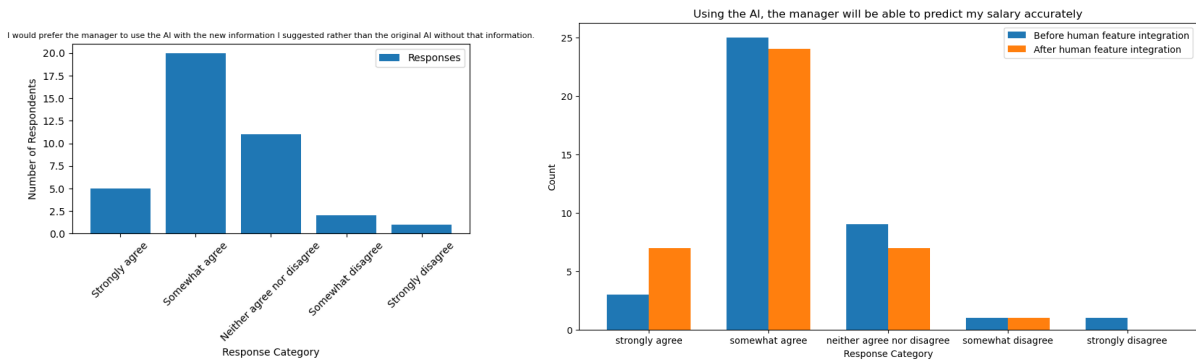 I would prefer the manager to use the AI with the new information I suggested rather than the original AI without that information.
Responses
20.0
17.5
15.0
12.5
10.0
7.5
5.0
2.5
0.0
Number of Respondents
Strongly agree
Somewhat agree
Neither agree nor disagree
Somewhat disagree
Strongly disagree
Response Category
Using the AI, the manager will be able to predict my salary accurately
Before human feature integration
After human feature integration
25
20
15
10
5
0
Count
strongly agree
somewhat agree
neither agree nor disagree
somewhat disagree
strongly disagree
Response Category